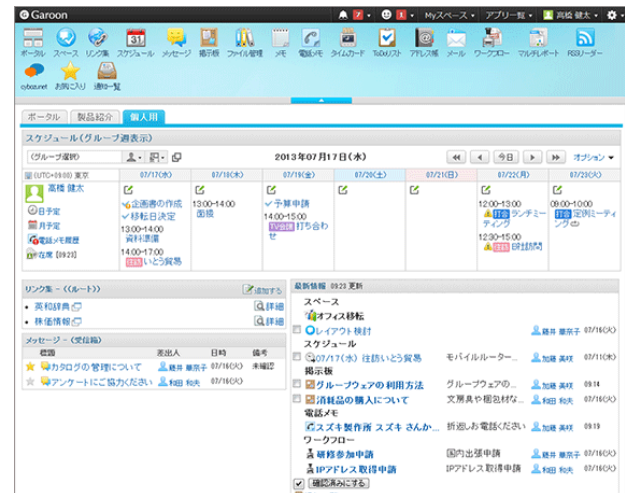 Garoon
7
1
Myスペース
アプリ一覧
高橋 健太
ポータル スペース リンク集 スケジュール メッセージ 掲示板 ファイル管理 メモ 電話メモ タイムカード ToDoリスト アドレス帳 メール ワークフロー マルチレポート RSSリーダー
cybozu.net お気に入り 通知一覧
ポータル 製品紹介 個人用
スケジュール(グループ週表示)
(グループ選択)
2013年07月17日(水)
今日
オプション
(UTC+09:00) 東京 07/17(水) 07/18(木) 07/19(金) 07/20(土) 07/21(日) 07/22(月) 07/23(火)
高橋 健太
日予定
月予定
電話メモ履歴
在席 [09:23]
企画書の作成
移転日決定
13:00-14:00
資料準備
14:00-17:00
往訪 いとう貿易
13:00-14:00
面接
予算申請
14:00-15:00
TV会議 打ち合わ
せ
12:00-13:00
打合 ランチミー
ティング
12:30-15:00
09:00-10:00
打合 定例ミーティ
ング
リンク集 - ((ルート))
追加する
英和辞典
詳細
株価情報
詳細
メッセージ - (受信箱)
標題 差出人 日時 備考
カタログの管理について 07/16(火) 未確認
アンケートにご協力ください 和田 和夫 07/16(火)
最新情報 09:23 更新
スペース
オフィス移転
レイアウト検討 07/16(火)
スケジュール
07/17(水) 往訪いとう貿易 モバイルルーター... 加藤 美咲 07/11(木)
掲示板
グループウェアの利用方法 グループウェアの... 加藤 美咲 09:14
消耗品の購入について 文房具や梱包材な... 和田 和夫 07/16(火)
電話メモ
スズキ製作所 スズキ さんか... 折返しお電話ください 加藤 美咲 09:19
ワークフロー
研修参加申請 国内出張申請 07/16(火)
IPアドレス取得申請 IPアドレス取得申請 和田 和夫 07/16(火)
確認済みにする